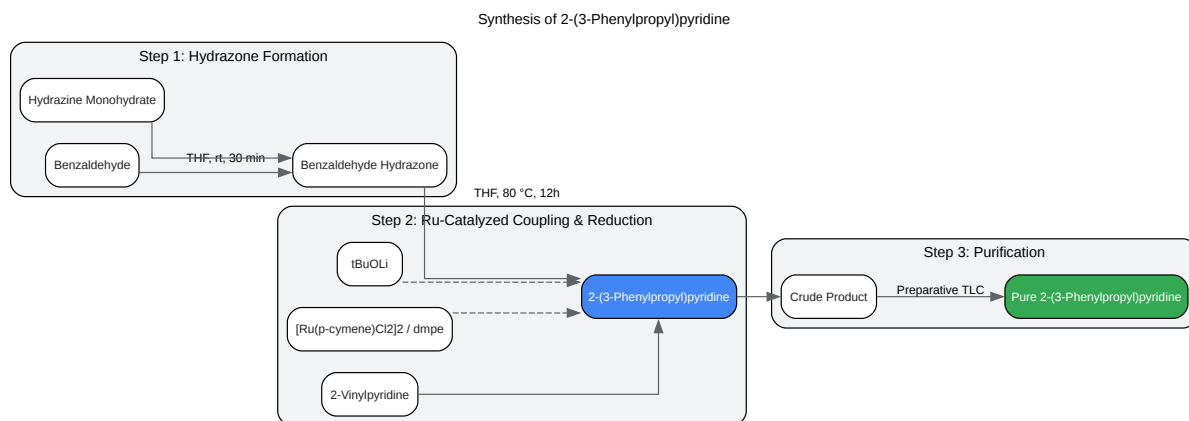 Synthesis of 2-(3-Phenylpropyl)pyridine
Step 1: Hydrazone Formation
Hydrazine Monohydrate
Benzaldehyde
THF, rt, 30 min
Benzaldehyde Hydrazone
THF, 80 °C, 12h
Step 2: Ru-Catalyzed Coupling & Reduction
tBuOLi
[Ru(p-cymene)Cl2]2 / dmpe
2-Vinylpyridine
2-(3-Phenylpropyl)pyridine
Step 3: Purification
Crude Product
Preparative TLC
Pure 2-(3-Phenylpropyl)pyridine